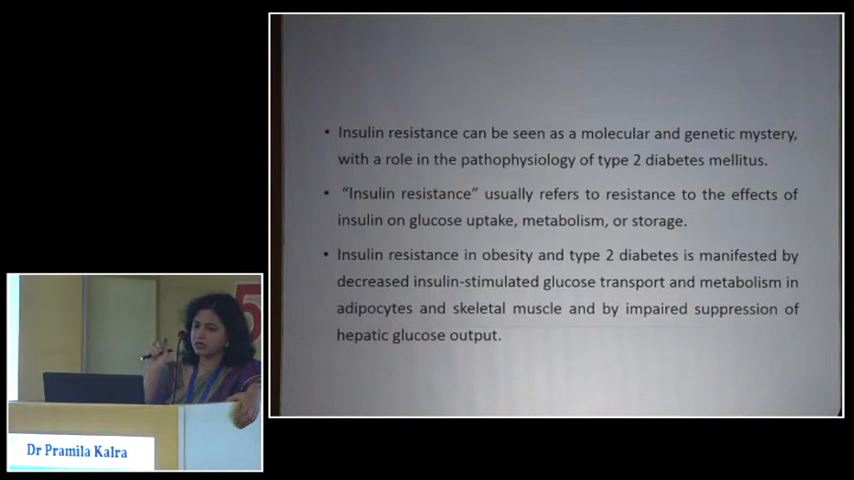 • Insulin resistance can be seen as a molecular and genetic mystery,
with a role in the pathophysiology of type 2 diabetes mellitus.
• “Insulin resistance” usually refers to resistance to the effects of
insulin on glucose uptake, metabolism, or storage.
• Insulin resistance in obesity and type 2 diabetes is manifested by
decreased insulin-stimulated glucose transport and metabolism in
adipocytes and skeletal muscle and by impaired suppression of
hepatic glucose output.
5
Dr Pramila Kalra